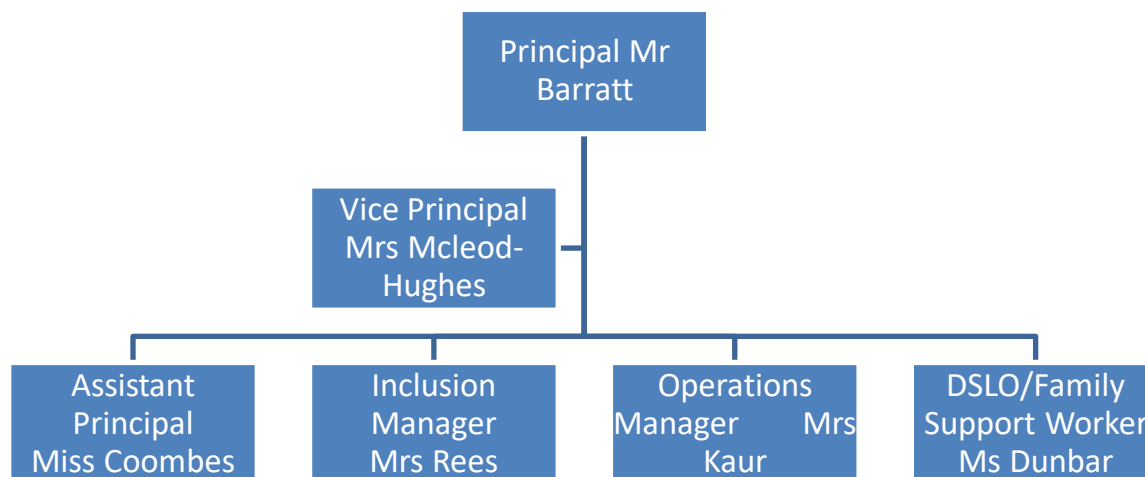 Principal Mr
Barratt
Vice Principal
Mrs Mcleod-
Hughes
Assistant
Principal
Miss Coombes
Inclusion
Manager
Mrs Rees
Operations
Manager Mrs
Kaur
DSLO/Family
Support Worker
Ms Dunbar